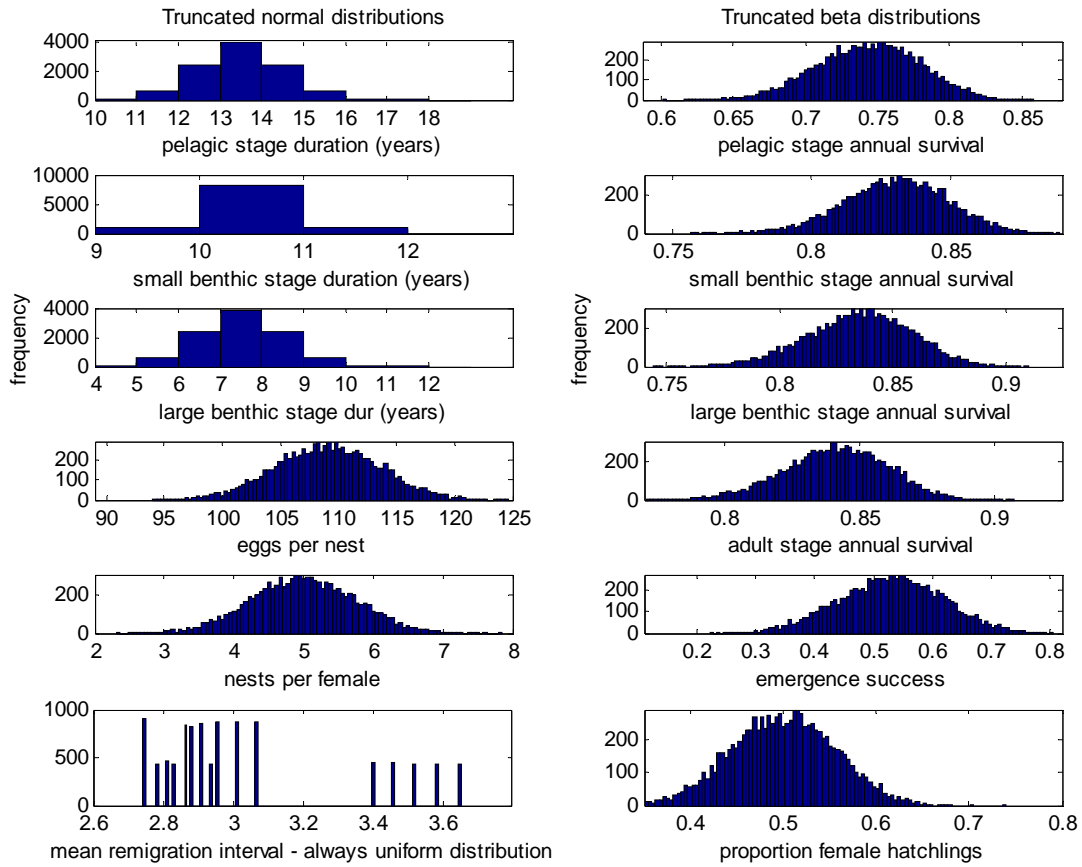 Truncated normal distributions
4000
2000
0
10 11 12 13 14 15 16 17 18
pelagic stage duration (years)
10000
5000
0
9 10 11 12
small benthic stage duration (years)
frequency
4000
2000
0
4 5 6 7 8 9 10 11 12
large benthic stage dur (years)
200
100
0
90 95 100 105 110 115 120 125
eggs per nest
200
0
2 3 4 5 6 7 8
nests per female
1000
500
0
2.6 2.8 3 3.2 3.4 3.6
mean remigration interval - always uniform distribution
Truncated beta distributions
200
100
0
0.6 0.65 0.7 0.75 0.8 0.85
pelagic stage annual survival
200
0
0.75 0.8 0.85
small benthic stage annual survival
frequency
200
0
0.75 0.8 0.85 0.9
large benthic stage annual survival
200
0
0.8 0.85 0.9
adult stage annual survival
200
100
0
0.2 0.3 0.4 0.5 0.6 0.7 0.8
emergence success
200
100
0
0.4 0.5 0.6 0.7 0.8
proportion female hatchlings